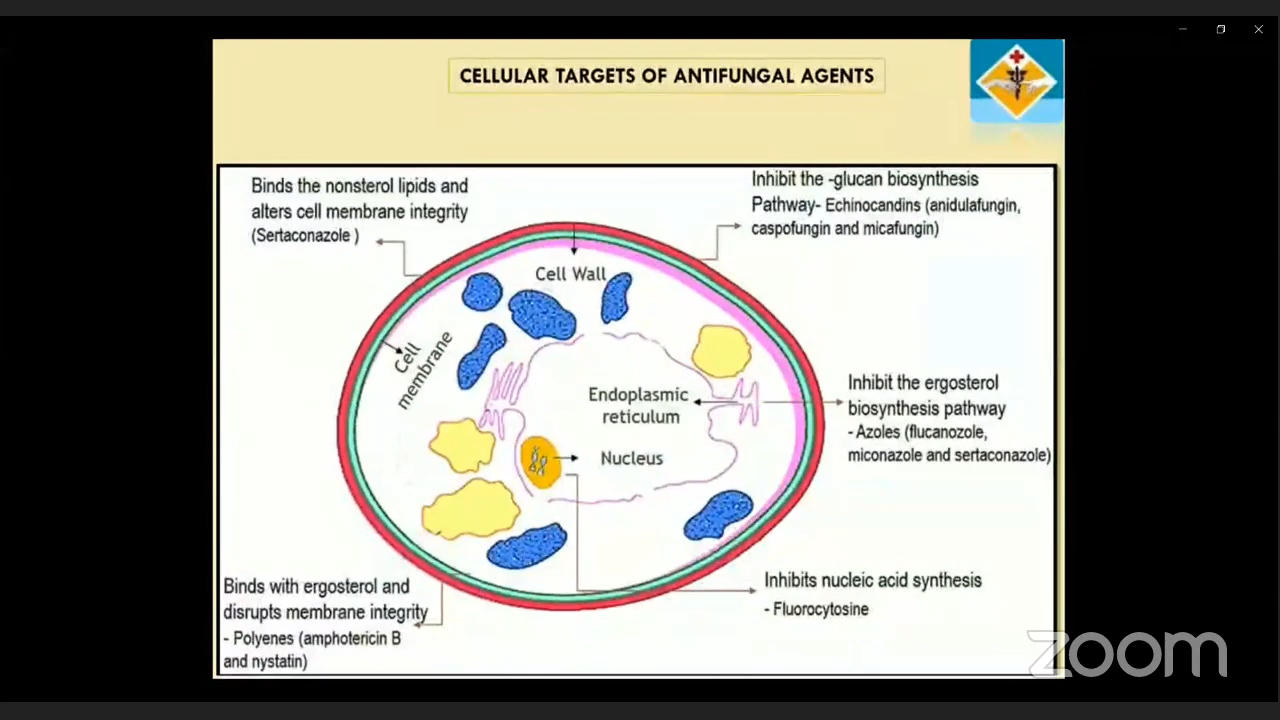 CELLULAR TARGETS OF ANTIFUNGAL AGENTS
Binds the nonsterol lipids and
alters cell membrane integrity
(Sertaconazole )
Inhibit the -glucan biosynthesis
Pathway- Echinocandins (anidulafungin,
caspofungin and micafungin)
Cell Wall
Cell
membrane
Endoplasmic
reticulum
Nucleus
Inhibit the ergosterol
biosynthesis pathway
- Azoles (flucanozole,
miconazole and sertaconazole)
Binds with ergosterol and
disrupts membrane integrity
- Polyenes (amphotericin B
and nystatin)
Inhibits nucleic acid synthesis
- Fluorocytosine
zoom